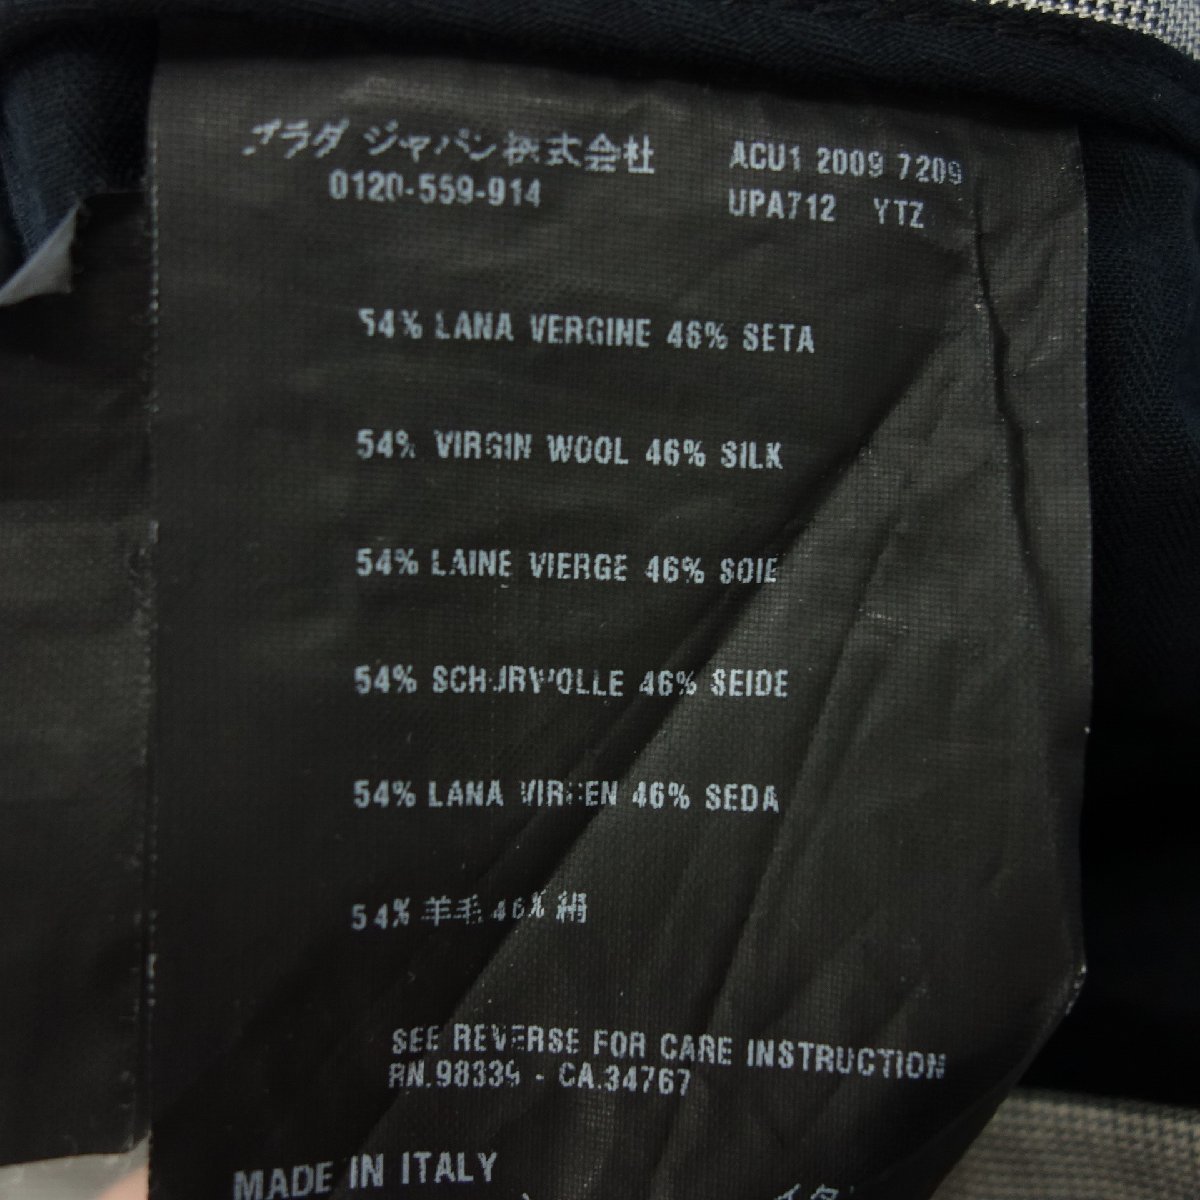 プラダ ジャパン株式会社
0120-559-914
ACU1 2009 7209
UPA712 YTZ
54% LANA VERGINE 46% SETA
54% VIRGIN WOOL 46% SILK
54% LAINE VIERGE 46% SOIE
54% SCHURWOLLE 46% SEIDE
54% LANA VIRGEN 46% SEDA
54% 羊毛 46% 絹
SEE REVERSE FOR CARE INSTRUCTION
RN.98339 - CA.34767
MADE IN ITALY